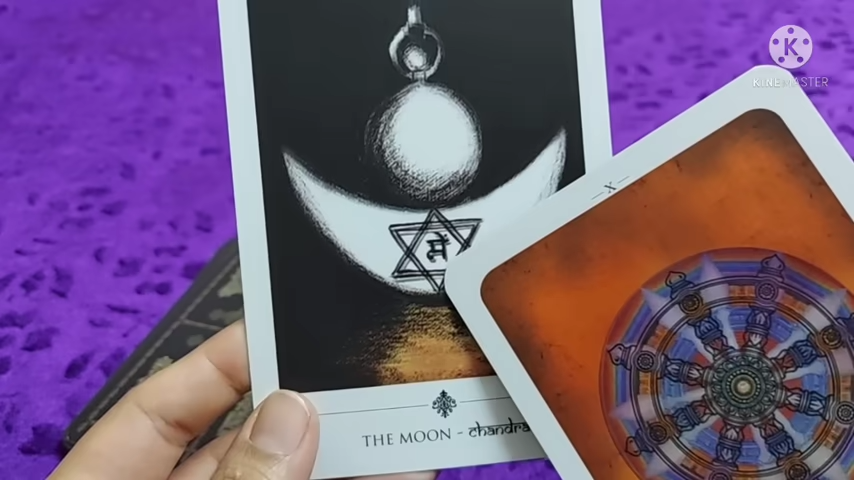 K
KINEMASTER
X
में
THE MOON - chandra